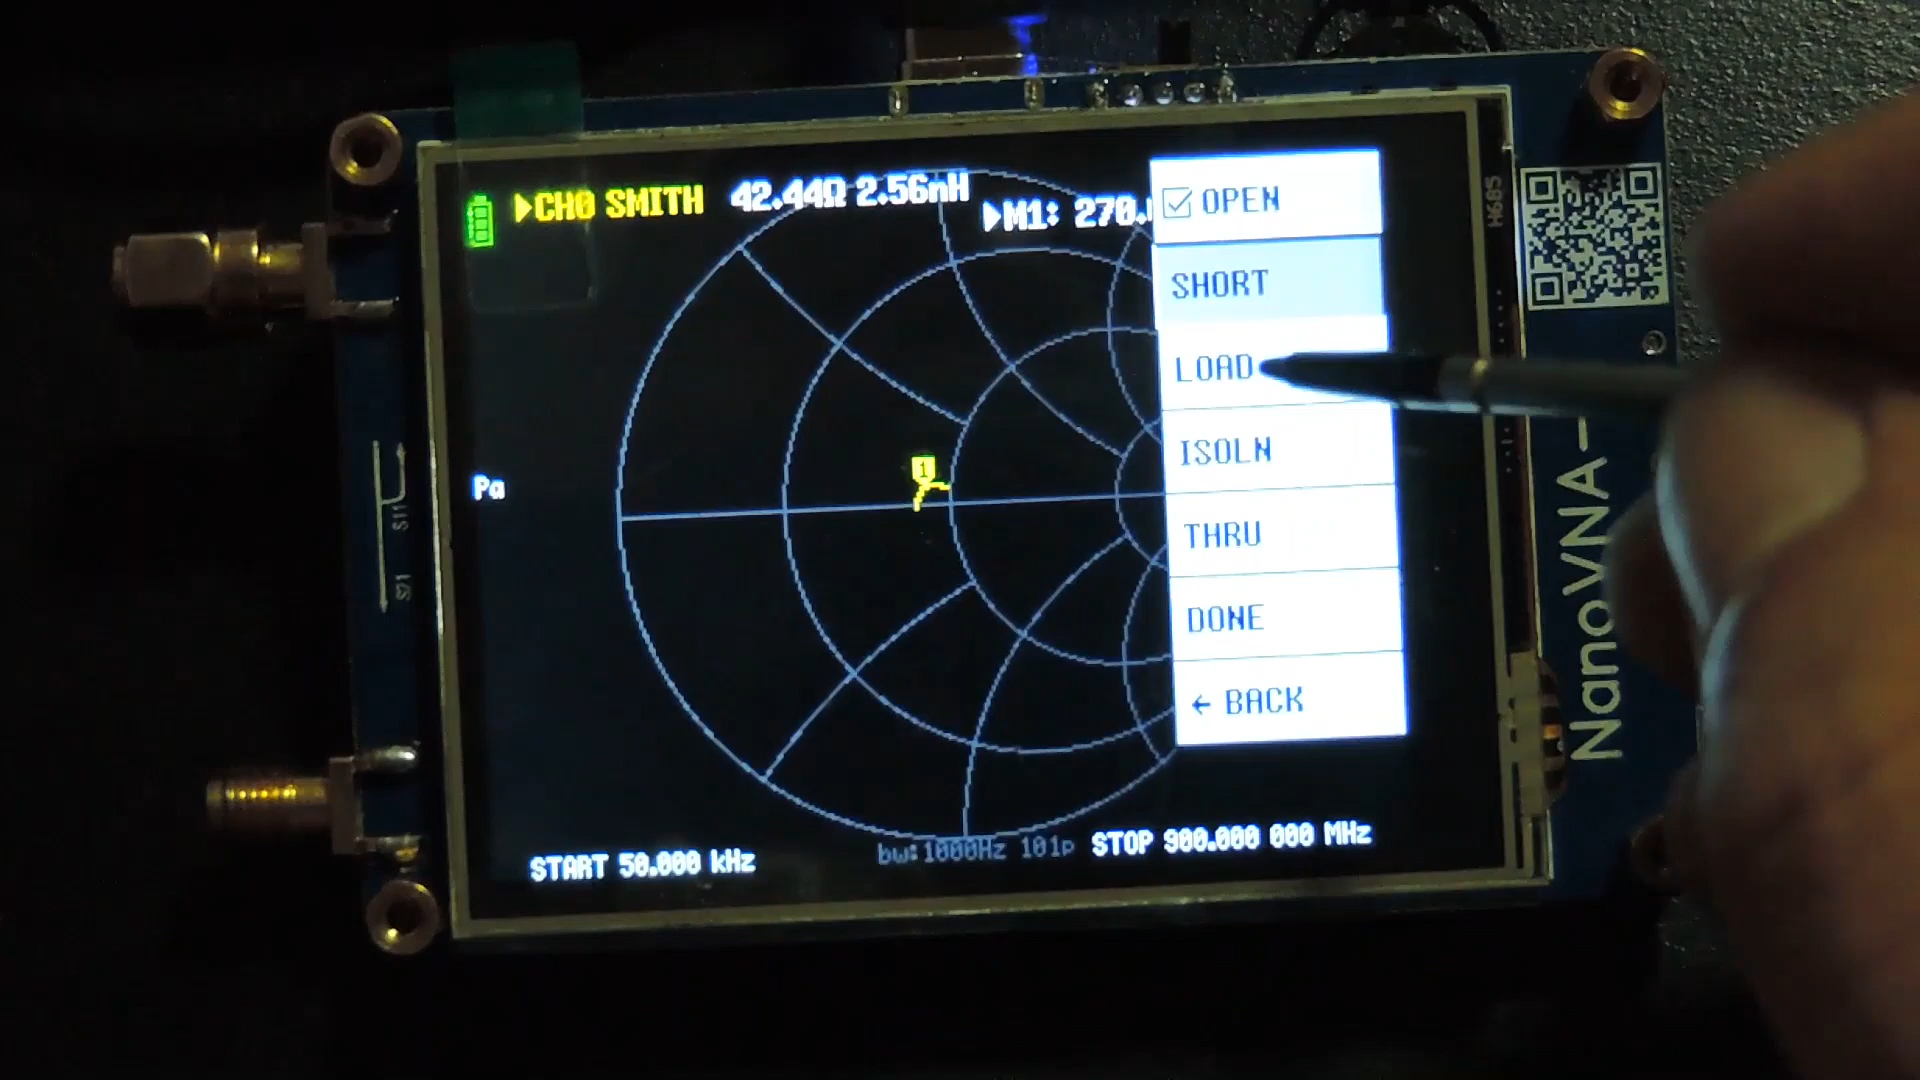 ▶CH0 SMITH 42.44Ω 2.56nH
▶M1: 270.
OPEN
SHORT
LOAD
ISOLN
THRU
DONE
← BACK
1
Pa
START 50.000 kHz
bw:1000Hz 101p
STOP 900.000 000 MHz
S11
S21
NanoVNA-